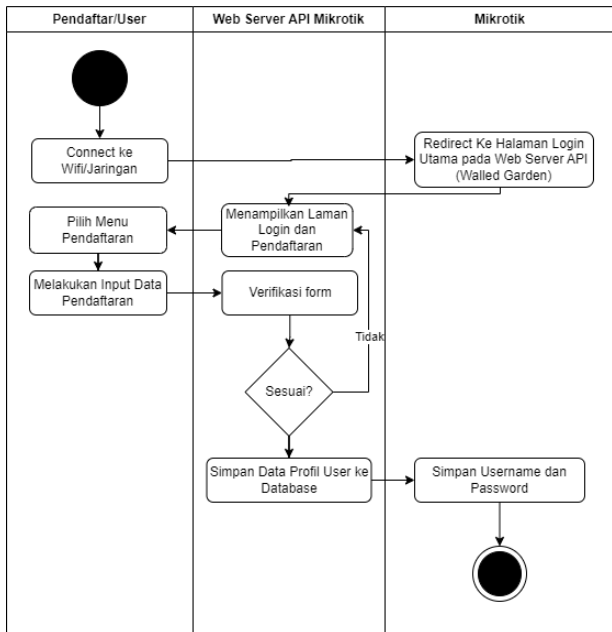 Pendaftar/User
Web Server API Mikrotik
Mikrotik
Connect ke
Wifi/Jaringan
Redirect Ke Halaman Login
Utama pada Web Server API
(Walled Garden)
Menampilkan Laman
Login dan
Pendaftaran
Pilih Menu
Pendaftaran
Melakukan Input Data
Pendaftaran
Verifikasi form
Tidak
Sesuai?
Simpan Data Profil User ke
Database
Simpan Username dan
Password